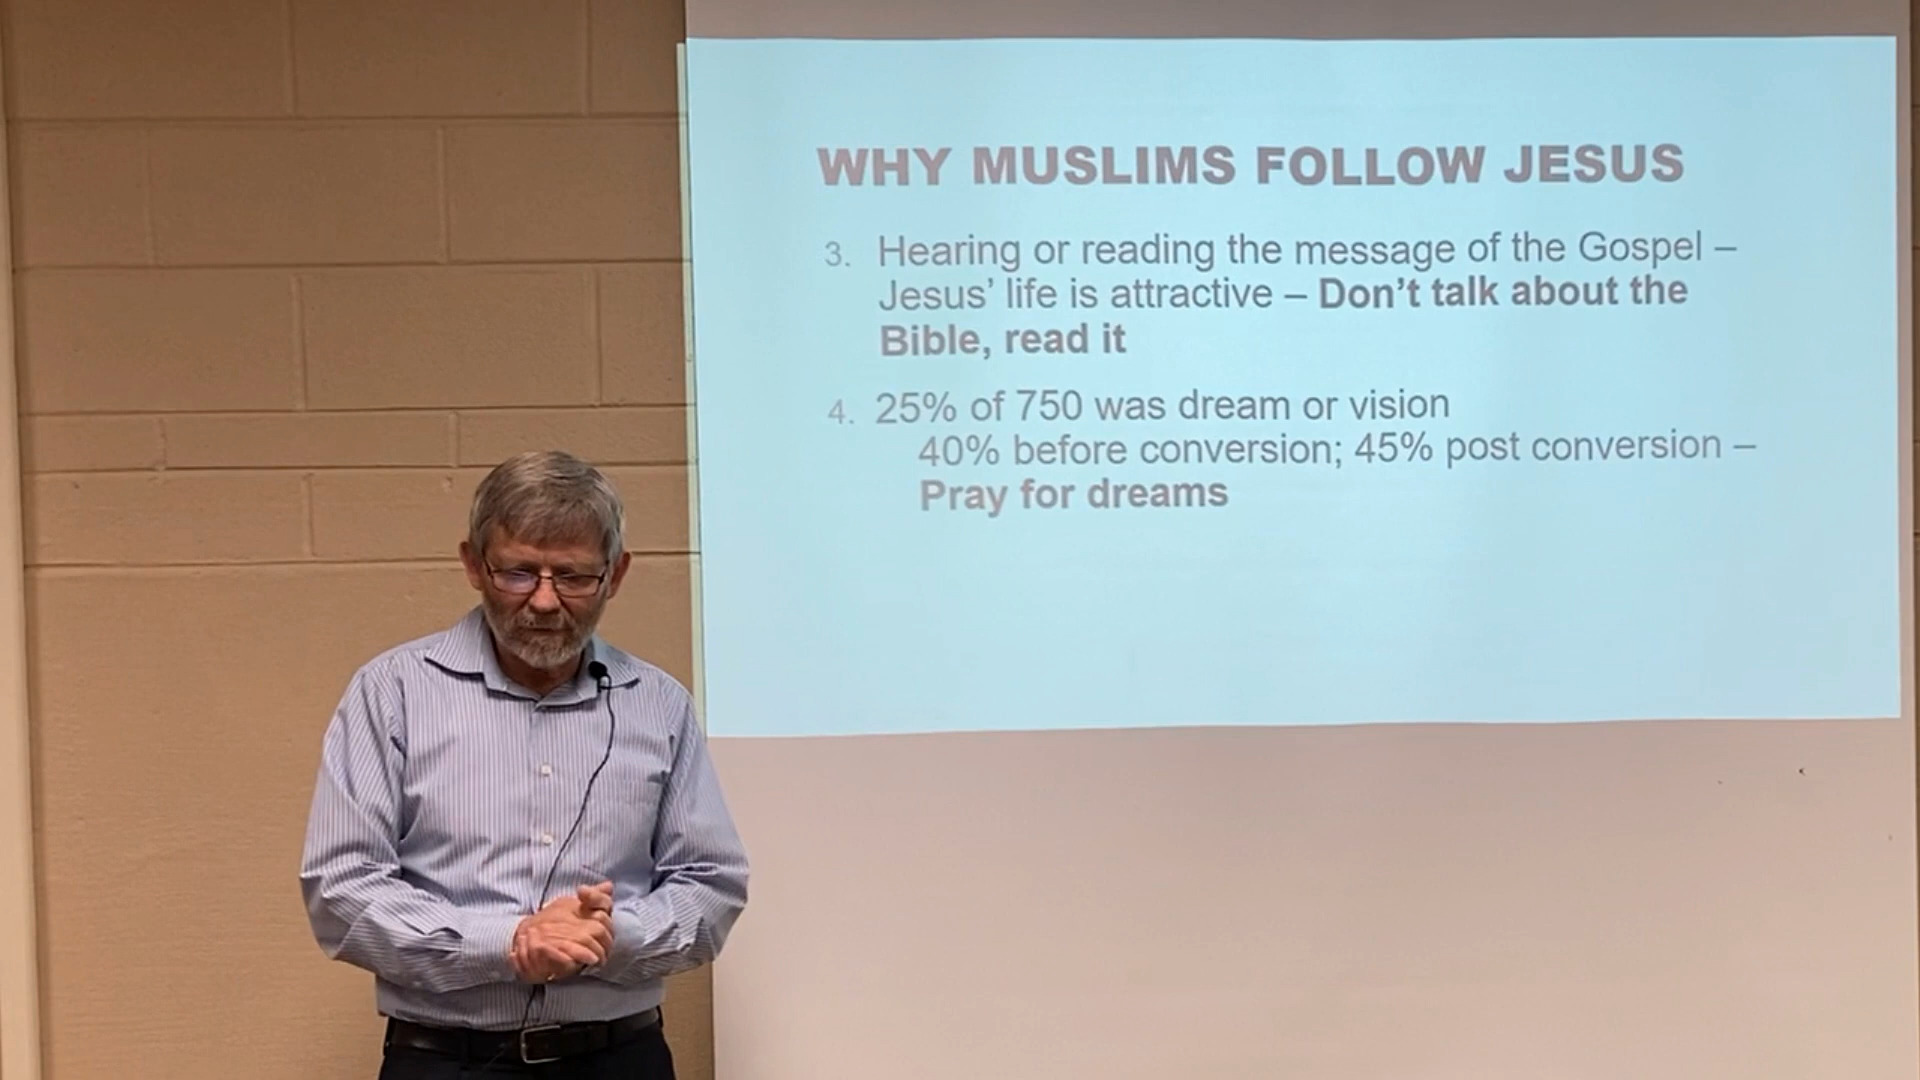 WHY MUSLIMS FOLLOW JESUS
3. Hearing or reading the message of the Gospel –
Jesus’ life is attractive – Don’t talk about the
Bible, read it
4. 25% of 750 was dream or vision
40% before conversion; 45% post conversion –
Pray for dreams